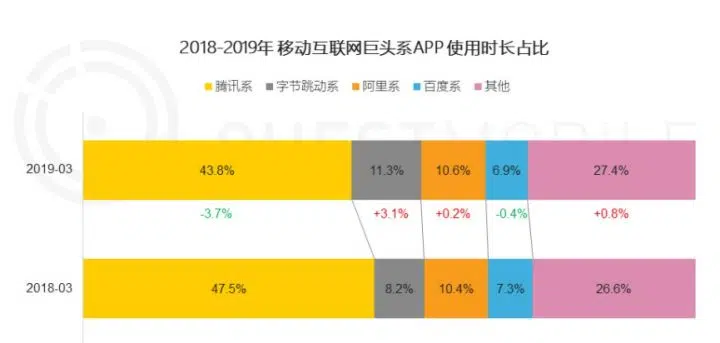 2018-2019年 移动互联网巨头系APP 使用时长占比
腾讯系 字节跳动系 阿里系 百度系 其他
QUESTMOBILE
2019-03 43.8% 11.3% 10.6% 6.9% 27.4%
-3.7% +3.1% +0.2% -0.4% +0.8%
2018-03 47.5% 8.2% 10.4% 7.3% 26.6%